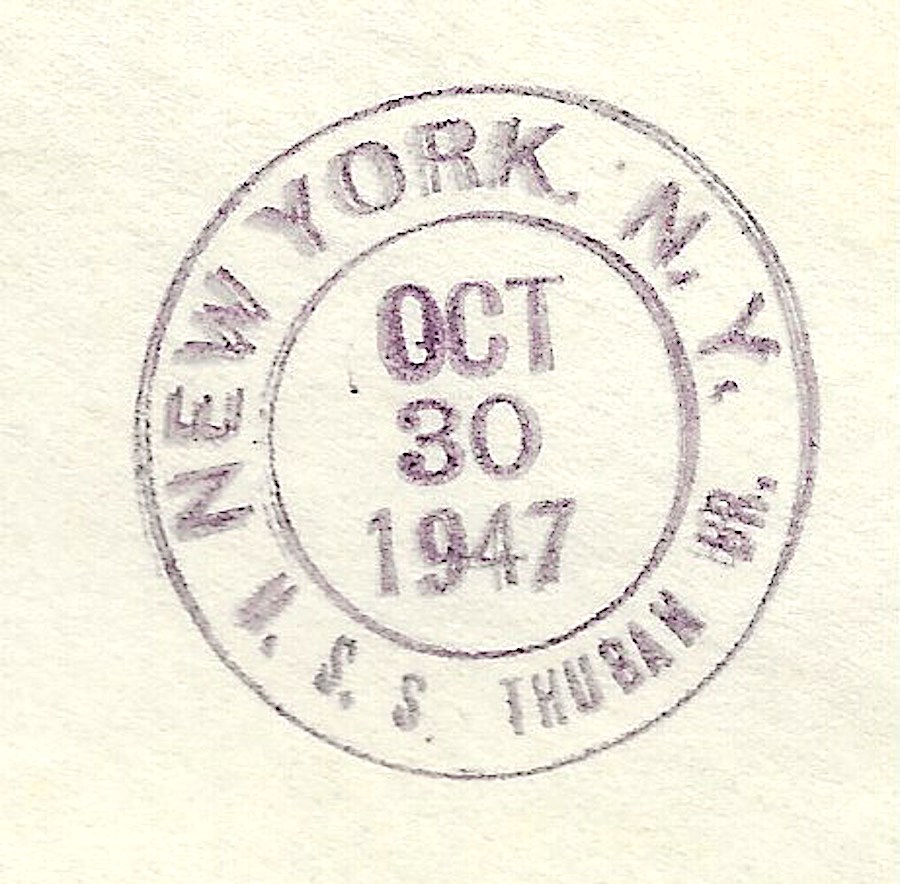 NEW YORK, N.Y.
OCT
30
1947
U.S.S. THUBAN BR.